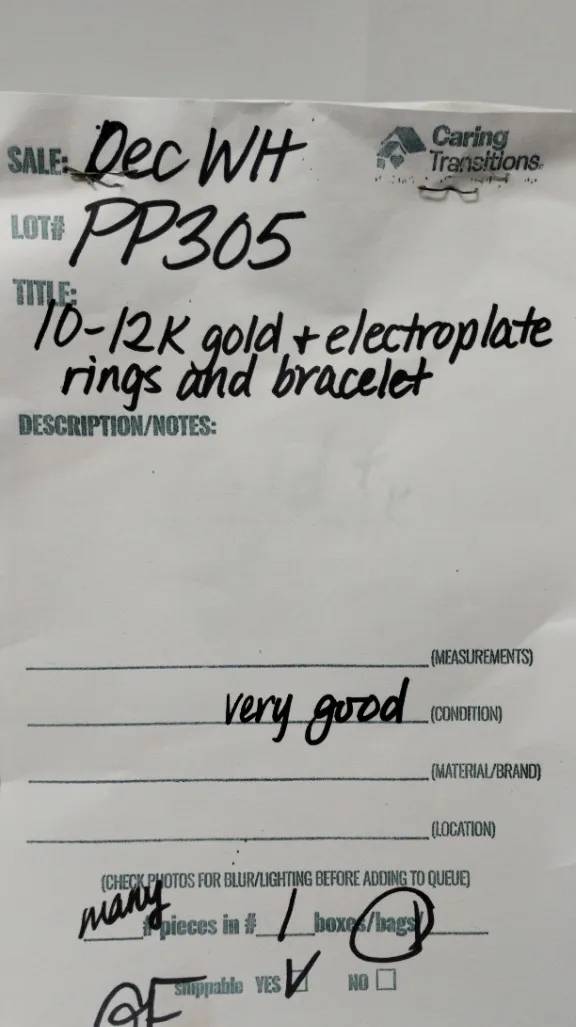 SALE: Dec WH
Caring
Transitions
LOT# PP305
TITLE:
10-12K gold + electroplate
rings and bracelet
DESCRIPTION/NOTES:
(MEASUREMENTS)
very good (CONDITION)
(MATERIAL/BRAND)
(LOCATION)
(CHECK PHOTOS FOR BLUR/LIGHTING BEFORE ADDING TO QUEUE)
many # pieces in # 1 boxes/bags/
shippable YES NO